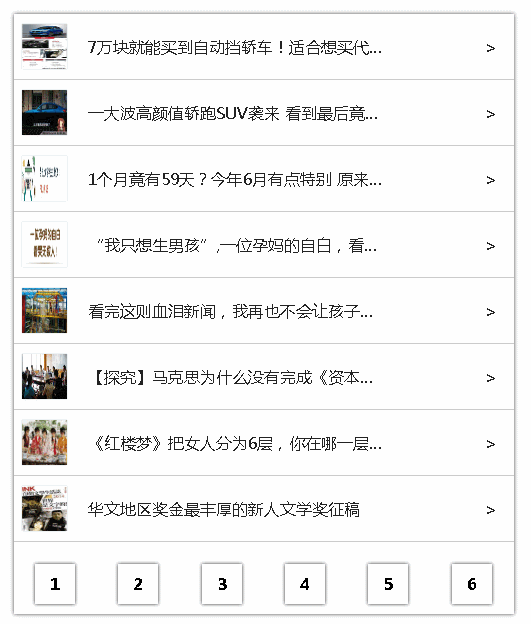 7万块就能买到自动挡轿车！适合想买代... >
一大波高颜值轿跑SUV袭来 看到最后竟... >
1个月竟有59天？今年6月有点特别 原来... >
一位孕妈的自白
“我只想生男孩”,一位孕妈的自白，看... >
看完这则血泪新闻，我再也不会让孩子... >
【探究】马克思为什么没有完成《资本... >
《红楼梦》把女人分为6层，你在哪一层... >
华文地区奖金最丰厚的新人文学奖征稿 >
1 2 3 4 5 6